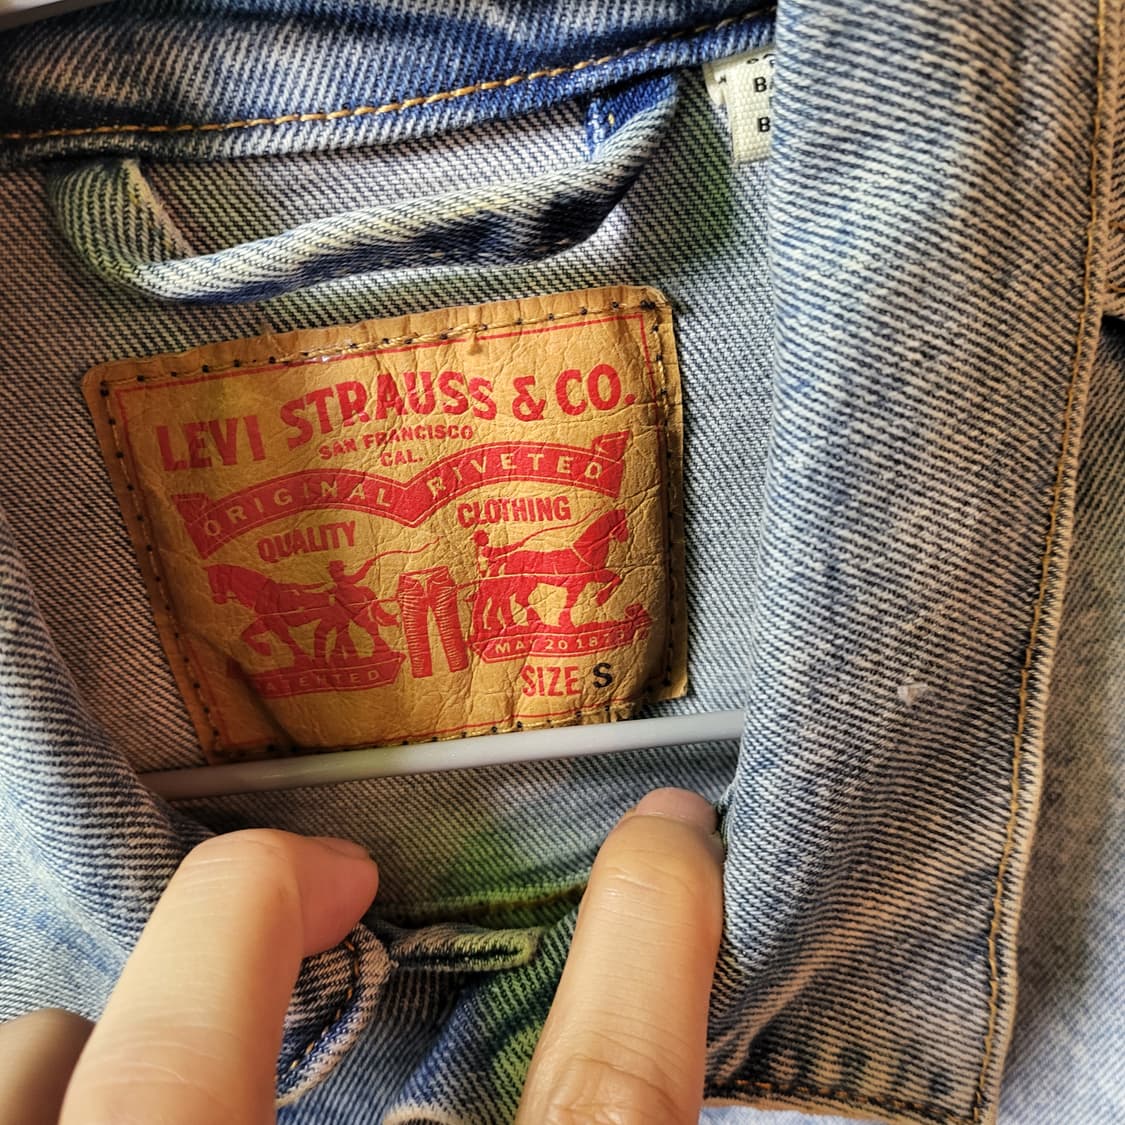 LEVI STRAUSS & CO.
SAN FRANCISCO
CAL.
ORIGINAL RIVETED
QUALITY CLOTHING
PATENTED MAY 20 1873
SIZE S